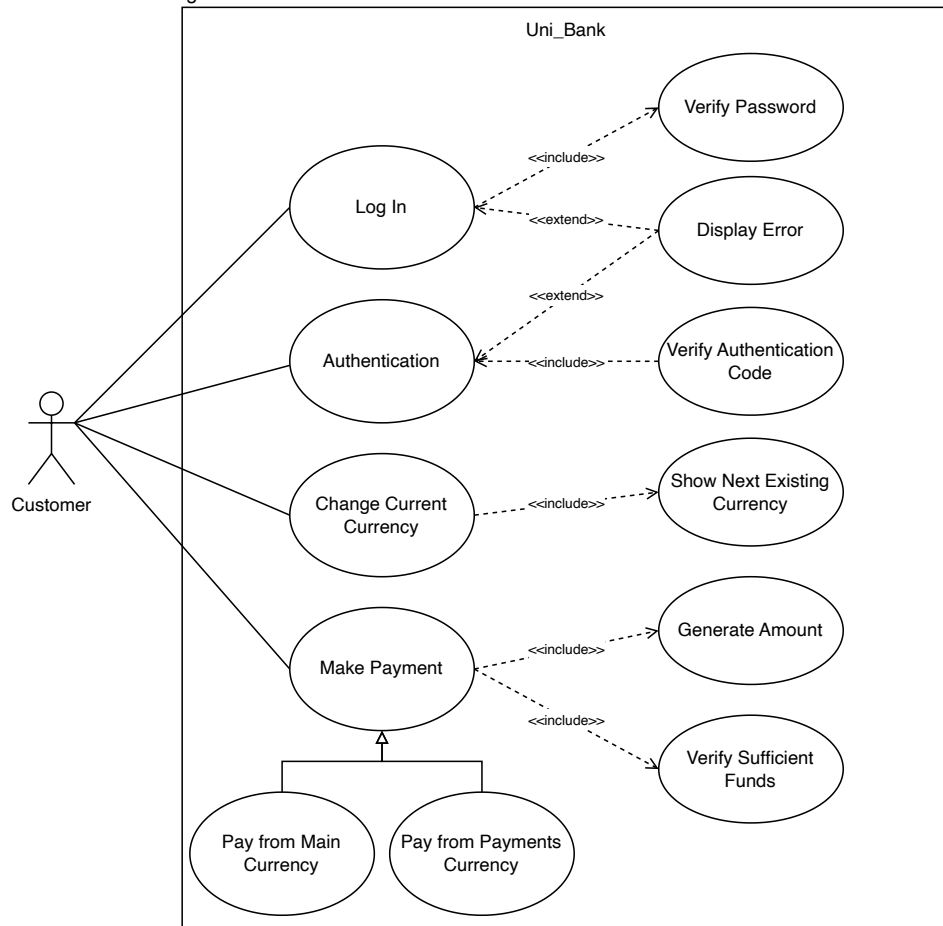 Uni_Bank
Verify Password
<<include>>
Log In
<<extend>>
Display Error
<<extend>>
Authentication
<<include>>
Verify Authentication
Code
Customer
Change Current
Currency
<<include>>
Show Next Existing
Currency
Make Payment
<<include>>
Generate Amount
<<include>>
Verify Sufficient
Funds
Pay from Main
Currency
Pay from Payments
Currency